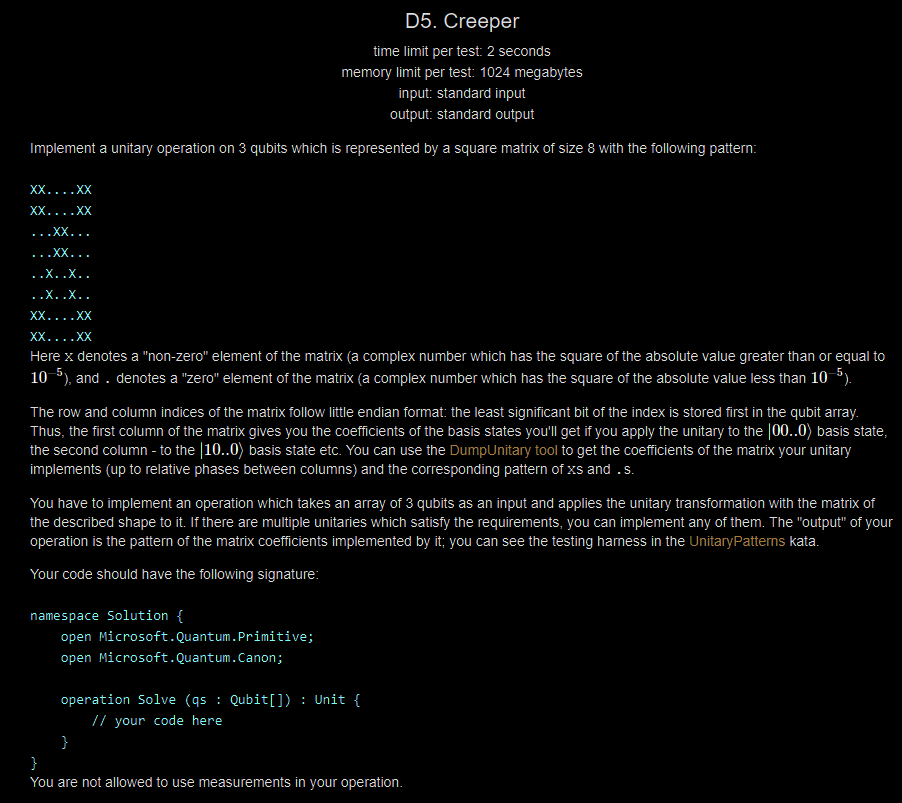 D5. Creeper
time limit per test: 2 seconds
memory limit per test: 1024 megabytes
input: standard input
output: standard output
Implement a unitary operation on 3 qubits which is represented by a square matrix of size 8 with the following pattern:
XX....XX
XX....XX
...XX...
...XX...
..X..X..
..X..X..
XX....XX
XX....XX
Here X denotes a "non-zero" element of the matrix (a complex number which has the square of the absolute value greater than or equal to
10⁻⁵), and . denotes a "zero" element of the matrix (a complex number which has the square of the absolute value less than 10⁻⁵).
The row and column indices of the matrix follow little endian format: the least significant bit of the index is stored first in the qubit array.
Thus, the first column of the matrix gives you the coefficients of the basis states you'll get if you apply the unitary to the |00..0⟩ basis state,
the second column - to the |10..0⟩ basis state etc. You can use the DumpUnitary tool to get the coefficients of the matrix your unitary
implements (up to relative phases between columns) and the corresponding pattern of Xs and .s.
You have to implement an operation which takes an array of 3 qubits as an input and applies the unitary transformation with the matrix of
the described shape to it. If there are multiple unitaries which satisfy the requirements, you can implement any of them. The "output" of your
operation is the pattern of the matrix coefficients implemented by it; you can see the testing harness in the UnitaryPatterns kata.
Your code should have the following signature:
namespace Solution {
    open Microsoft.Quantum.Primitive;
    open Microsoft.Quantum.Canon;
    operation Solve (qs : Qubit[]) : Unit {
        // your code here
    }
}
You are not allowed to use measurements in your operation.